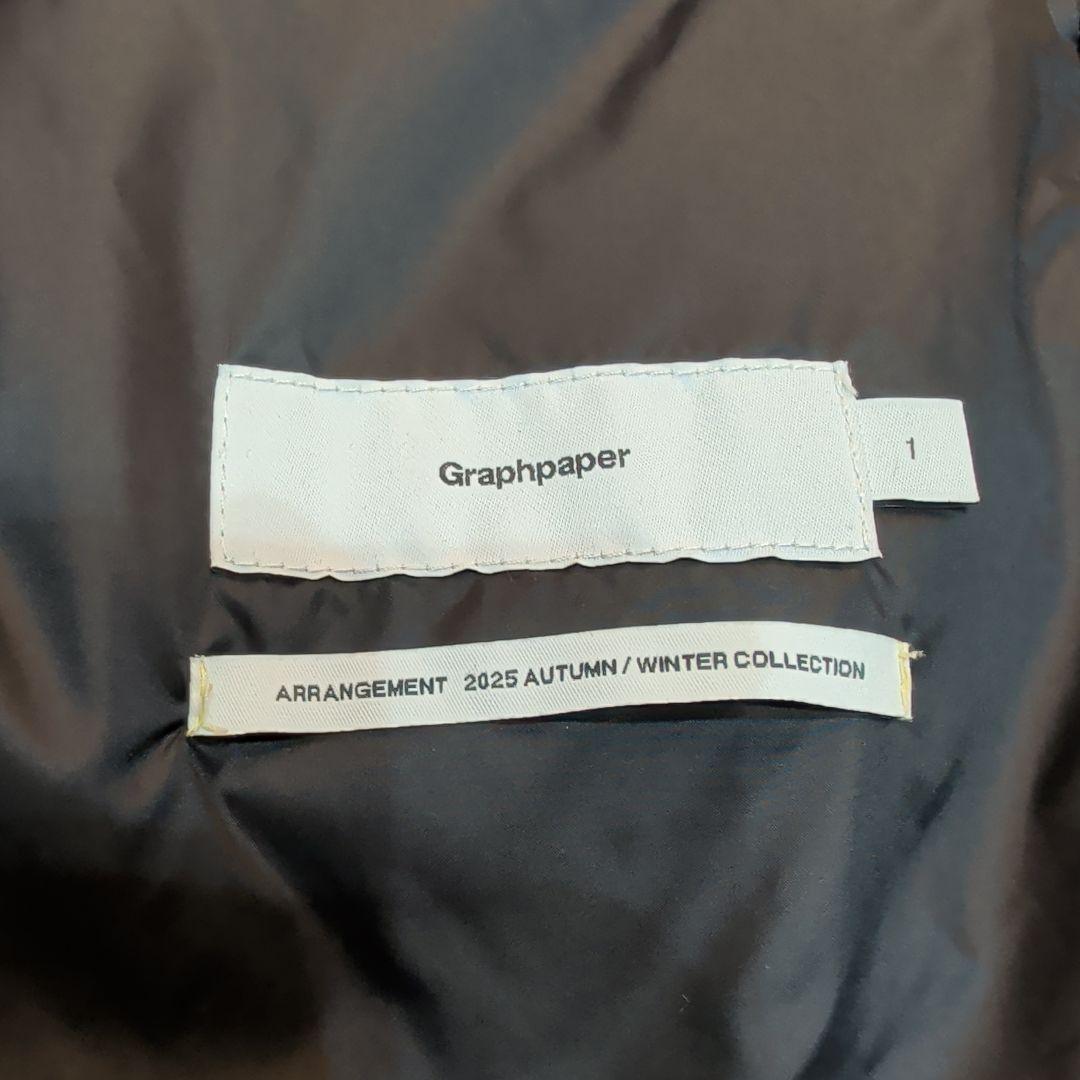 Graphpaper
1
ARRANGEMENT 2025 AUTUMN / WINTER COLLECTION